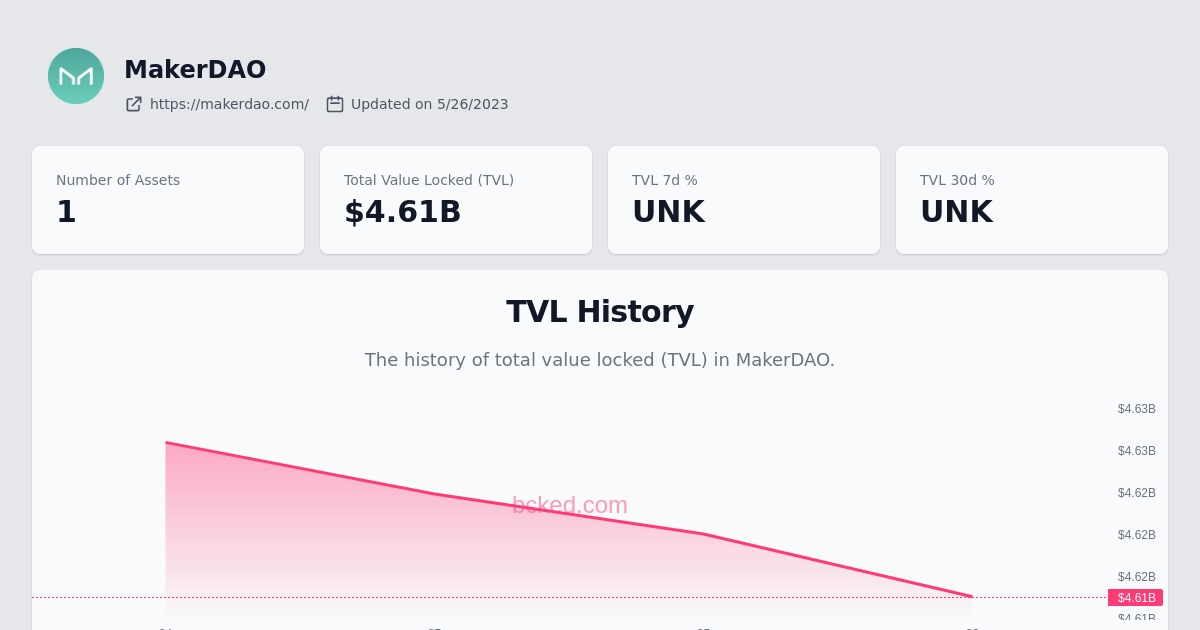 MakerDAO
https://makerdao.com/ Updated on 5/26/2023
Number of Assets
1
Total Value Locked (TVL)
$4.61B
TVL 7d %
UNK
TVL 30d %
UNK
TVL History
The history of total value locked (TVL) in MakerDAO.
$4.63B
$4.63B
$4.62B
bcked.com
$4.62B
$4.62B
$4.61B
$4.61B